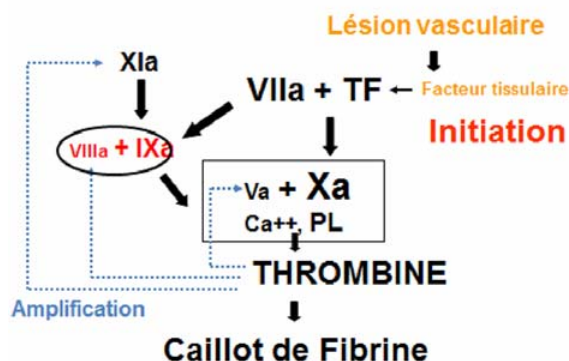 Lésion vasculaire
XIa
VIIa + TF
Facteur tissulaire
Initiation
VIIIa + IXa
Va + Xa
Ca++, PL
THROMBINE
Amplification
Caillot de Fibrine